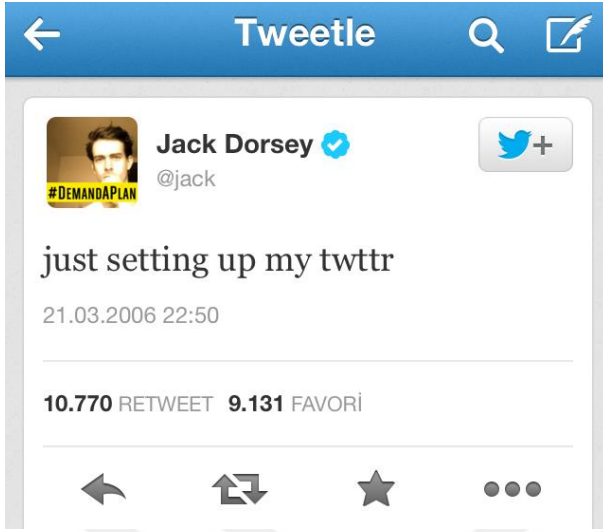 Tweetle
Jack Dorsey
@jack
#DEMANDAPLAN
just setting up my twttr
21.03.2006 22:50
10.770 RETWEET 9.131 FAVORİ